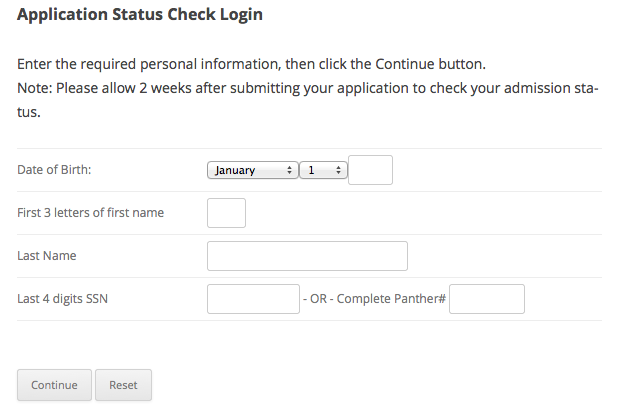 Application Status Check Login
Enter the required personal information, then click the Continue button.
Note: Please allow 2 weeks after submitting your application to check your admission sta-
tus.
Date of Birth: January 1
First 3 letters of first name
Last Name
Last 4 digits SSN - OR - Complete Panther#
Continue Reset